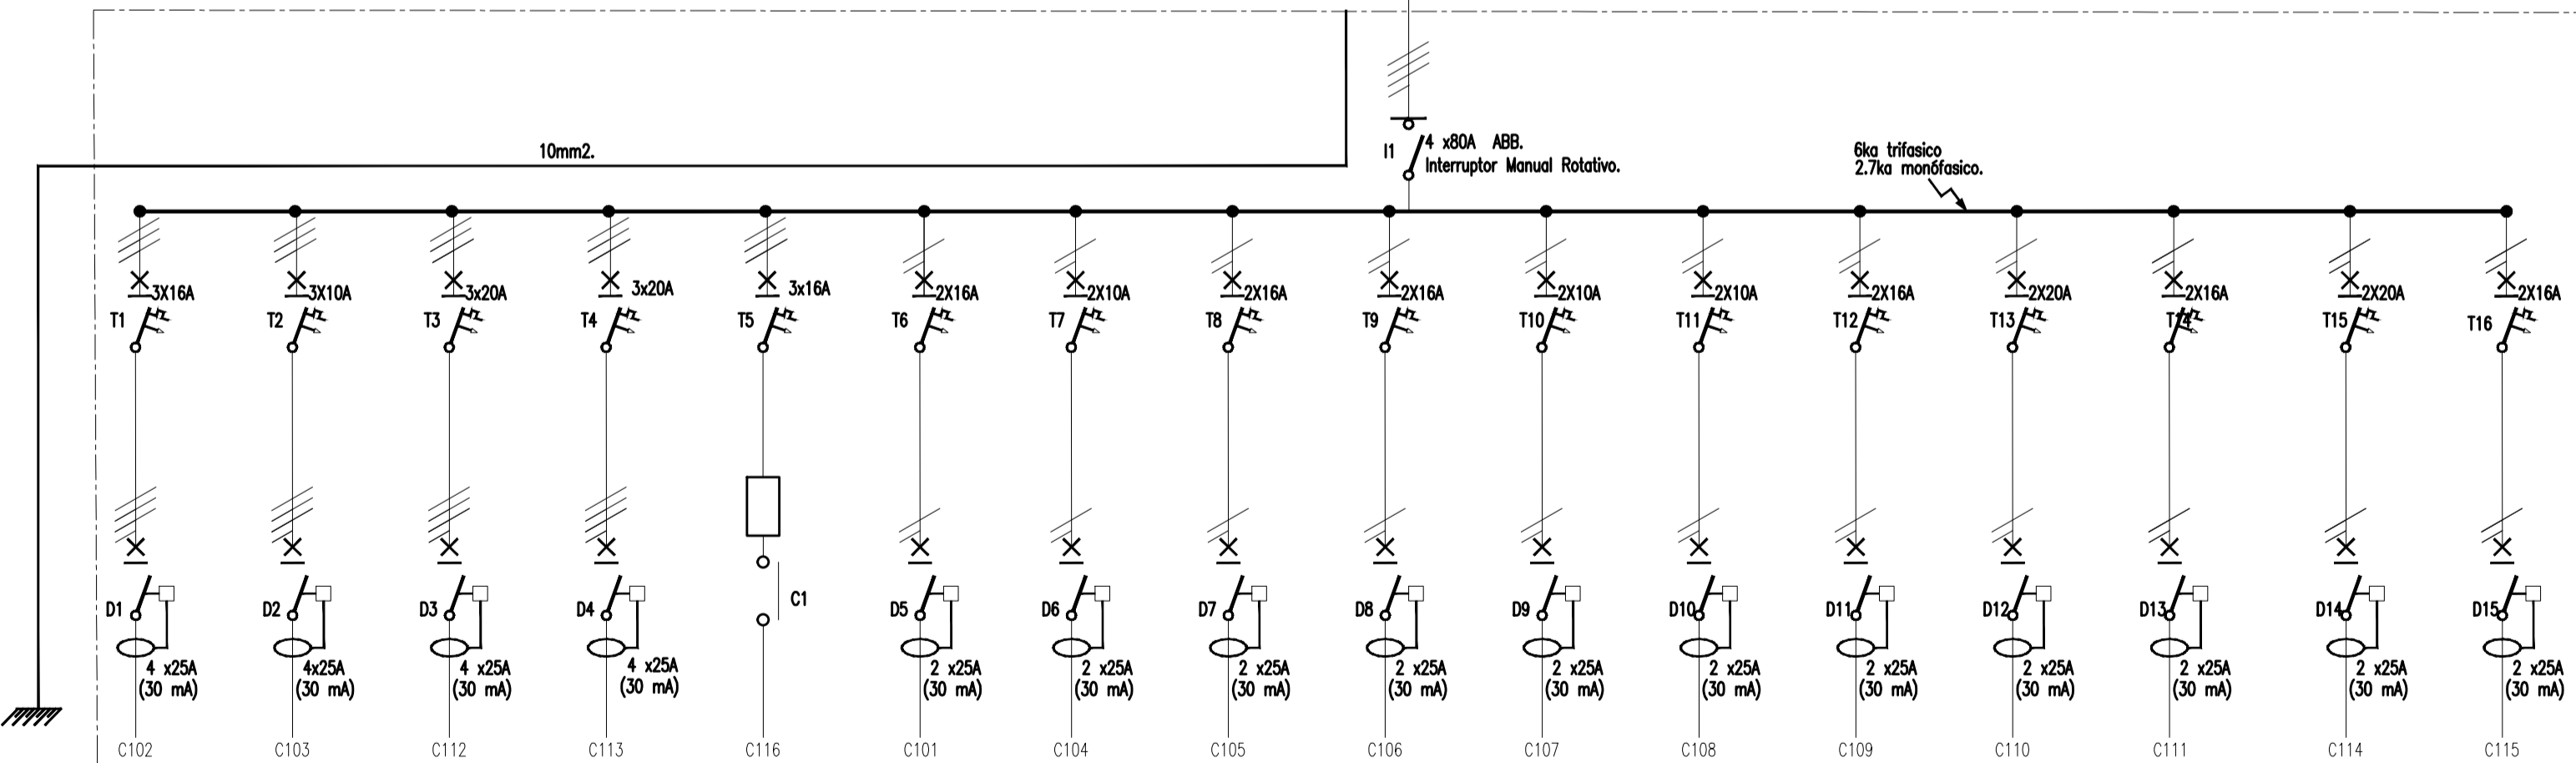 10mm2.
I1
4 x80A ABB.
Interruptor Manual Rotativo.
6ka trifasico
2.7ka monófasico.
3X16A
3X10A
3x20A
3x20A
3x16A
2X16A
2X10A
2X16A
2X16A
2X10A
2X10A
2X16A
2X20A
2X16A
2X20A
2X16A
T1
T2
T3
T4
T5
T6
T7
T8
T9
T10
T11
T12
T13
T14
T15
T16
D1
D2
D3
D4
C1
D5
D6
D7
D8
D9
D10
D11
D12
D13
D14
D15
4 x25A
(30 mA)
4x25A
(30 mA)
4 x25A
(30 mA)
4 x25A
(30 mA)
2 x25A
(30 mA)
2 x25A
(30 mA)
2 x25A
(30 mA)
2 x25A
(30 mA)
2 x25A
(30 mA)
2 x25A
(30 mA)
2 x25A
(30 mA)
2 x25A
(30 mA)
2 x25A
(30 mA)
2 x25A
(30 mA)
2 x25A
(30 mA)
C102
C103
C112
C113
C116
C101
C104
C105
C106
C107
C108
C109
C110
C111
C114
C115